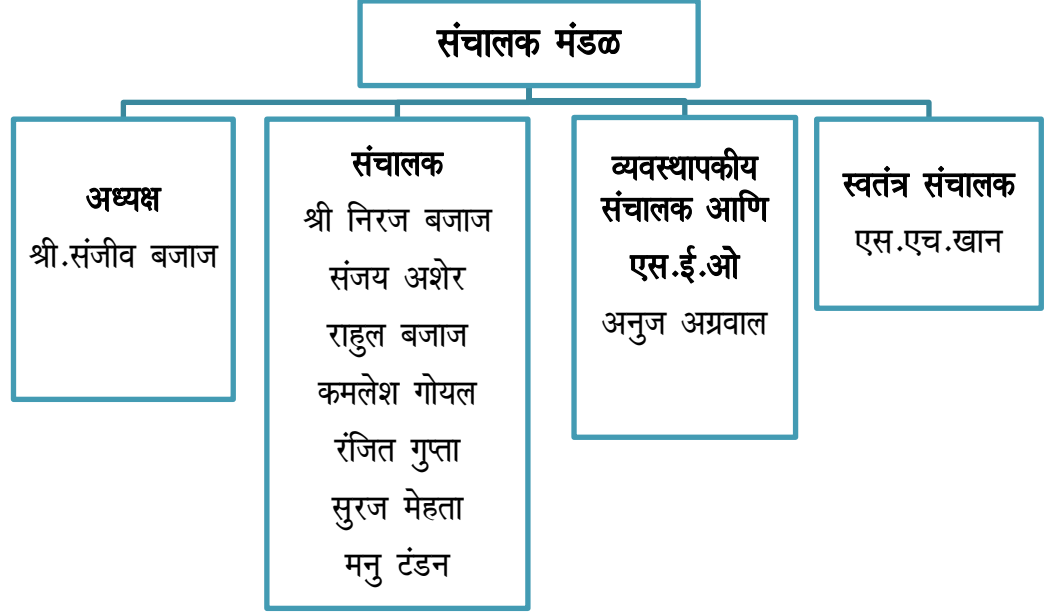 संचालक मंडळ
अध्यक्ष
श्री.संजीव बजाज
संचालक
श्री निरज बजाज
संजय अशेर
राहुल बजाज
कमलेश गोयल
रंजित गुप्ता
सुरज मेहता
मनु टंडन
व्यवस्थापकीय
संचालक आणि
एस.ई.ओ
अनुज अग्रवाल
स्वतंत्र संचालक
एस.एच.खान